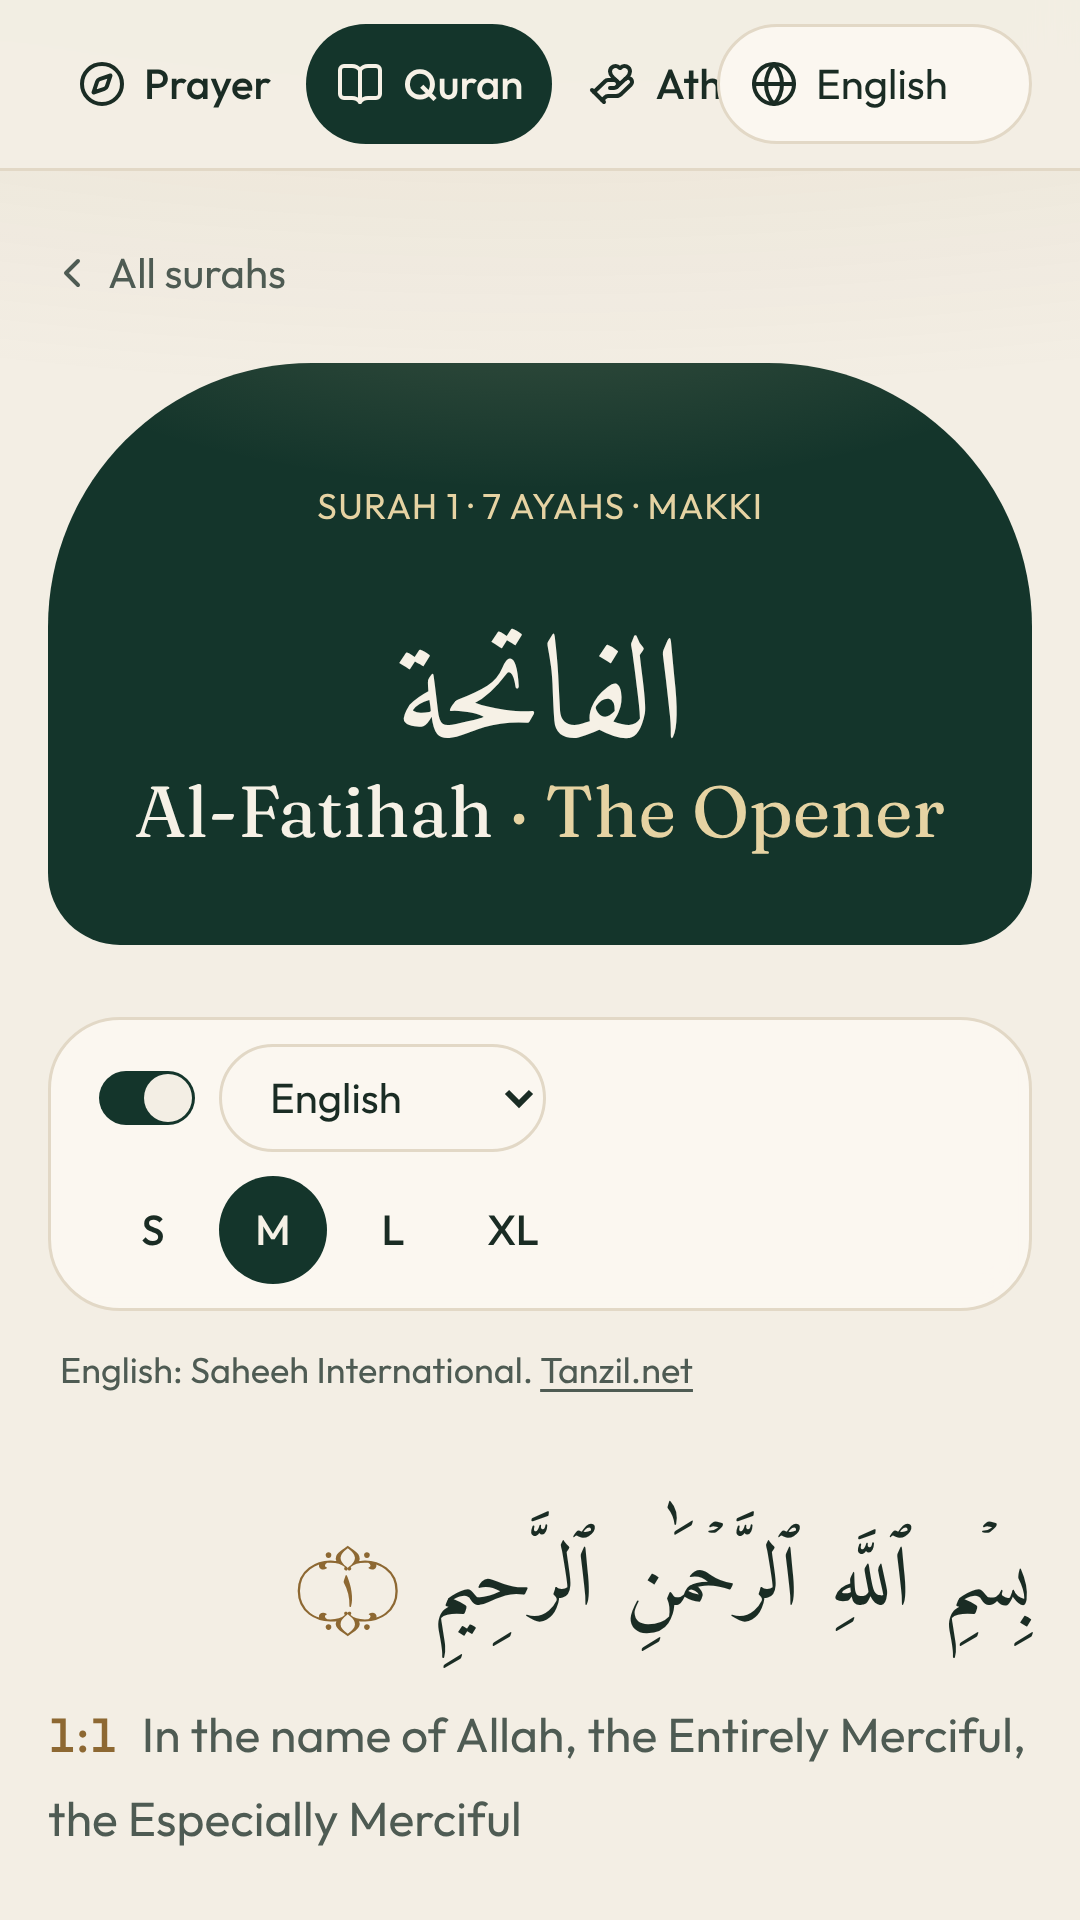 Prayer Quran Ath English
All surahs
SURAH 1 · 7 AYAHS · MAKKI
الفاتحة
Al-Fatihah · The Opener
English
S M L XL
English: Saheeh International. Tanzil.net
بِسۡمِ ٱللَّهِ ٱلرَّحۡمَٰنِ ٱلرَّحِيمِ ١
1:1 In the name of Allah, the Entirely Merciful,
the Especially Merciful